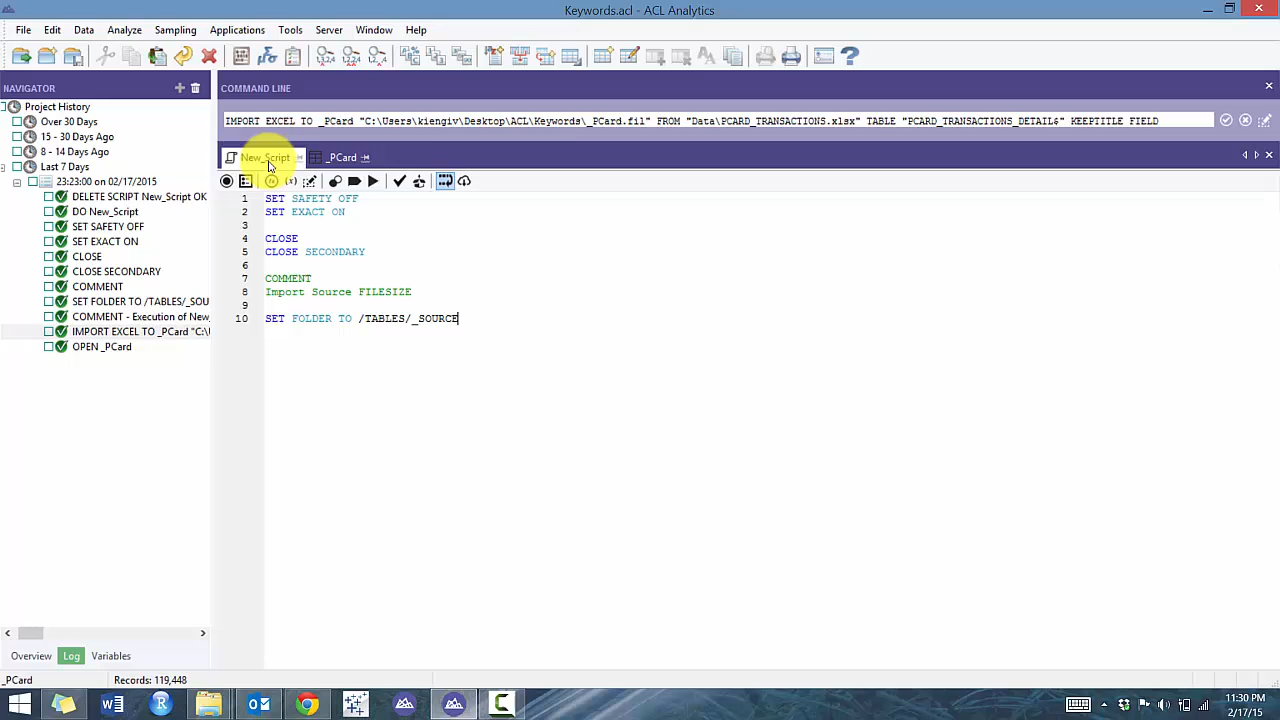 Keywords.acl - ACL Analytics
File Edit Data Analyze Sampling Applications Tools Server Window Help
NAVIGATOR
Project History
Over 30 Days
15 - 30 Days Ago
8 - 14 Days Ago
Last 7 Days
23:23:00 on 02/17/2015
DELETE SCRIPT New_Script OK
DO New_Script
SET SAFETY OFF
SET EXACT ON
CLOSE
CLOSE SECONDARY
COMMENT
SET FOLDER TO /TABLES/_SOU
COMMENT - Execution of New_
IMPORT EXCEL TO _PCard "C:\U
OPEN _PCard
Overview Log Variables
COMMAND LINE
IMPORT EXCEL TO _PCard "C:\Users\kiengiv\Desktop\ACL\Keywords\_PCard.fil" FROM "Data\PCARD_TRANSACTIONS.xlsx" TABLE "PCARD_TRANSACTIONS_DETAIL$" KEEPTITLE FIELD
New_Script _PCard
1 SET SAFETY OFF
2 SET EXACT ON
3
4 CLOSE
5 CLOSE SECONDARY
6
7 COMMENT
8 Import Source FILESIZE
9
10 SET FOLDER TO /TABLES/_SOURCE
_PCard Records: 119,448
11:30 PM
2/17/15